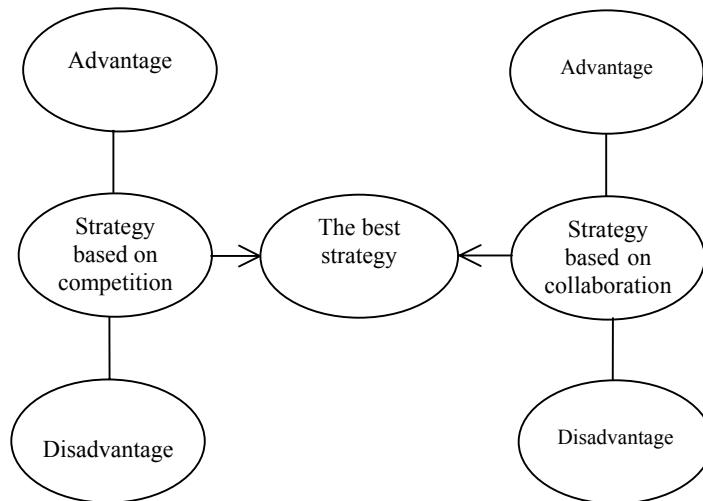 Advantage
Advantage
Strategy
based on
competition
The best
strategy
Strategy
based on
collaboration
Disadvantage
Disadvantage